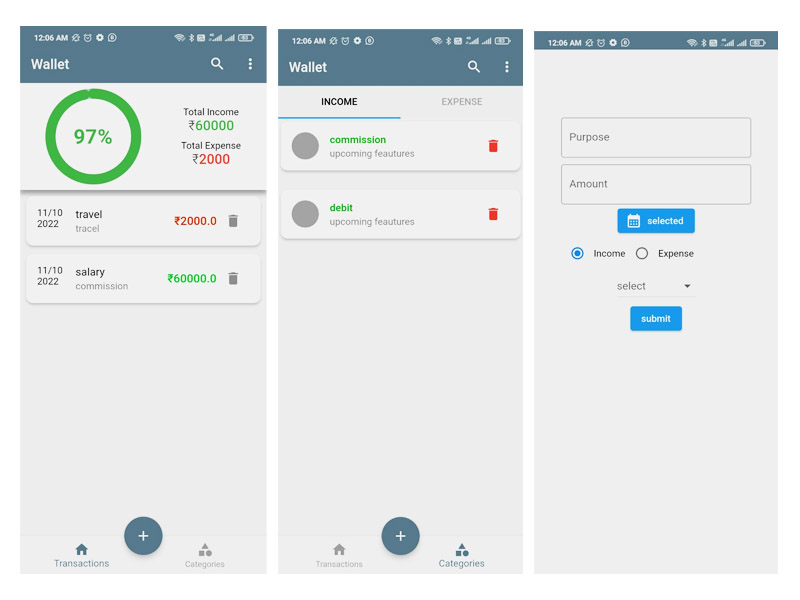 12:06 AM
Wallet
97%
Total Income
₹60000
Total Expense
₹2000
11/10
2022
travel
tracel
₹2000.0
11/10
2022
salary
commission
₹60000.0
+
Transactions
Categories
12:06 AM
Wallet
INCOME
EXPENSE
commission
upcoming feautures
debit
upcoming feautures
+
Transactions
Categories
12:06 AM
Purpose
Amount
selected
Income
Expense
select
submit